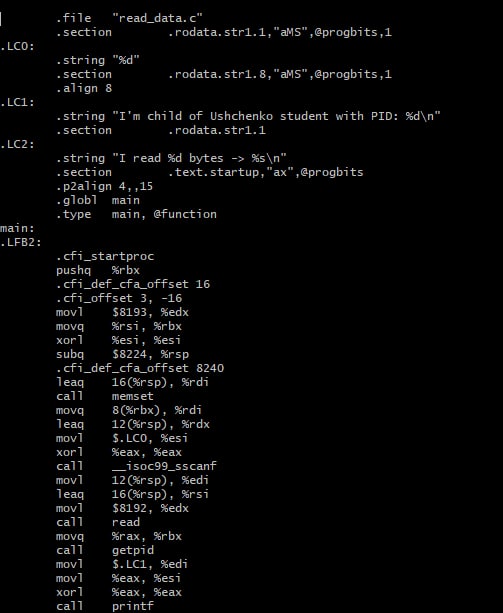 .file "read_data.c"
.section .rodata.str1.1,"aMS",@progbits,1
.LC0:
.string "%d"
.section .rodata.str1.8,"aMS",@progbits,1
.align 8
.LC1:
.string "I'm child of Ushchenko student with PID: %d\n"
.section .rodata.str1.1
.LC2:
.string "I read %d bytes -> %s\n"
.section .text.startup,"ax",@progbits
.p2align 4,,15
.globl main
.type main, @function
main:
.LFB2:
.cfi_startproc
pushq %rbx
.cfi_def_cfa_offset 16
.cfi_offset 3, -16
movl $8193, %edx
movq %rsi, %rbx
xorl %esi, %esi
subq $8224, %rsp
.cfi_def_cfa_offset 8240
leaq 16(%rsp), %rdi
call memset
movq 8(%rbx), %rdi
leaq 12(%rsp), %rdx
movl $.LC0, %esi
xorl %eax, %eax
call __isoc99_sscanf
movl 12(%rsp), %edi
leaq 16(%rsp), %rsi
movl $8192, %edx
call read
movq %rax, %rbx
call getpid
movl $.LC1, %edi
movl %eax, %esi
xorl %eax, %eax
call printf